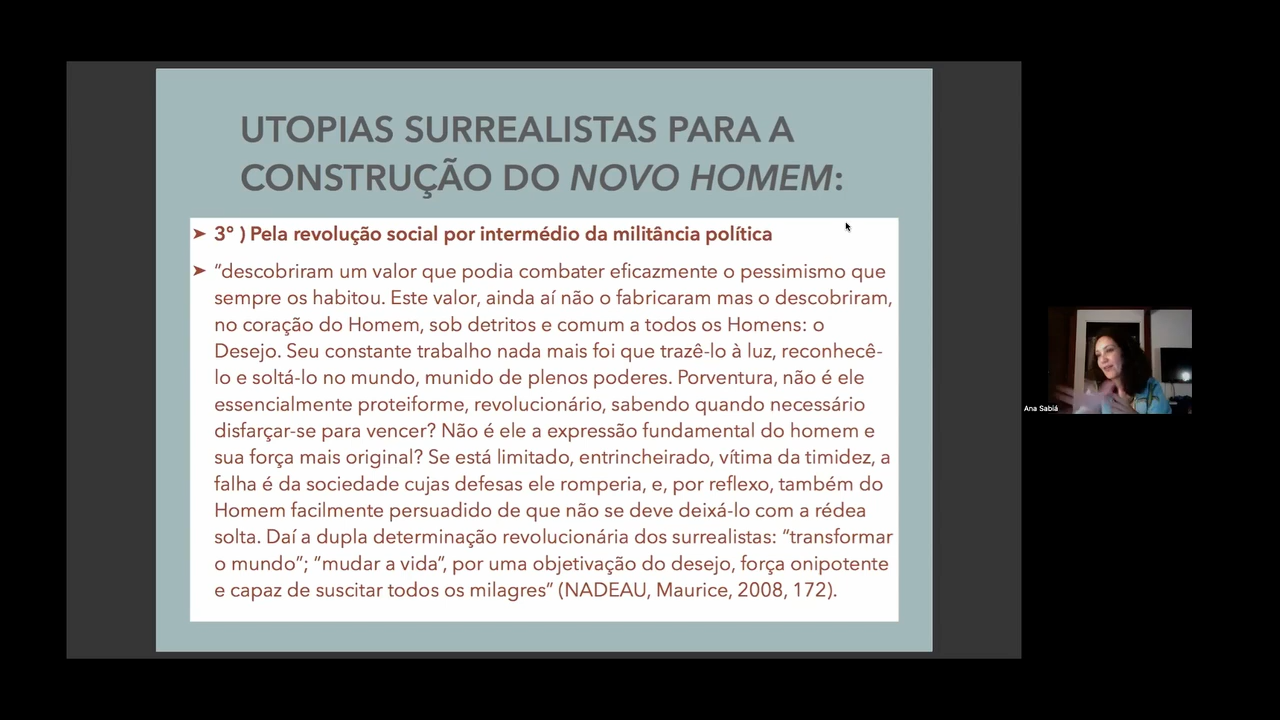 UTOPIAS SURREALISTAS PARA A
CONSTRUÇÃO DO NOVO HOMEM:
➤ 3º ) Pela revolução social por intermédio da militância política
➤ “descobriram um valor que podia combater eficazmente o pessimismo que
sempre os habitou. Este valor, ainda aí não o fabricaram mas o descobriram,
no coração do Homem, sob detritos e comum a todos os Homens: o
Desejo. Seu constante trabalho nada mais foi que trazê-lo à luz, reconhecê-
lo e soltá-lo no mundo, munido de plenos poderes. Porventura, não é ele
essencialmente proteiforme, revolucionário, sabendo quando necessário
disfarçar-se para vencer? Não é ele a expressão fundamental do homem e
sua força mais original? Se está limitado, entrincheirado, vítima da timidez, a
falha é da sociedade cujas defesas ele romperia, e, por reflexo, também do
Homem facilmente persuadido de que não se deve deixá-lo com a rédea
solta. Daí a dupla determinação revolucionária dos surrealistas: “transformar
o mundo”; “mudar a vida”, por uma objetivação do desejo, força onipotente
e capaz de suscitar todos os milagres” (NADEAU, Maurice, 2008, 172).
Ana Sabiá